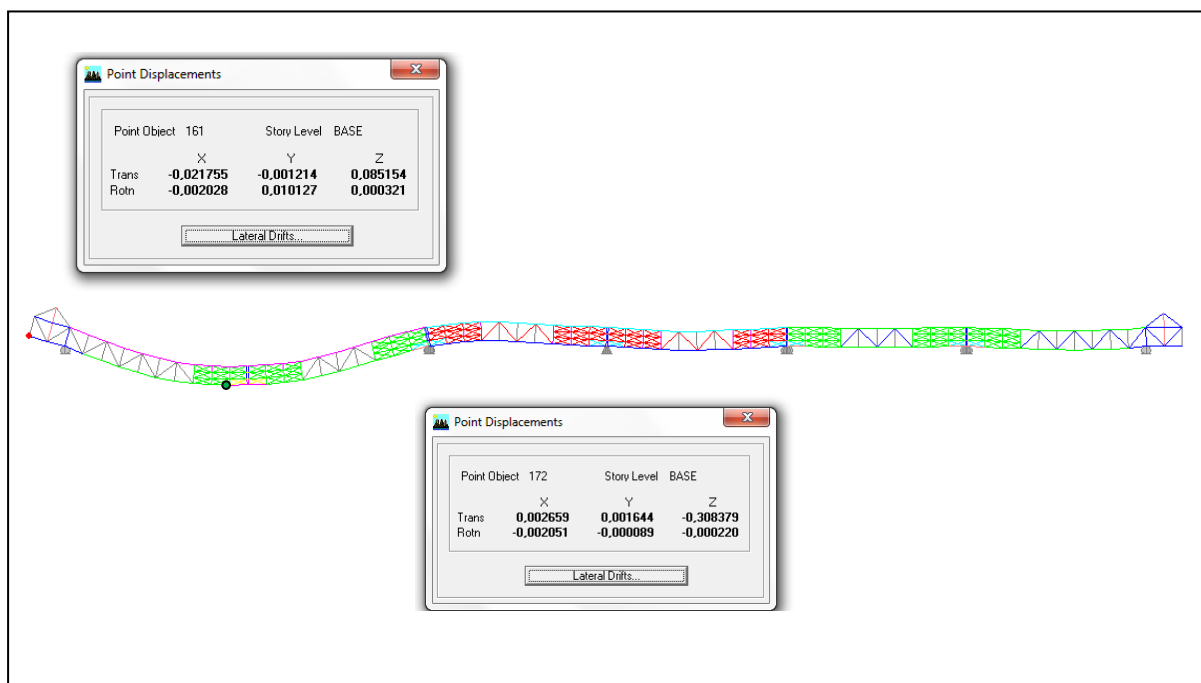 Point Displacements
Point Object 161 Story Level BASE
X Y Z
Trans -0,021755 -0,001214 0,085154
Rotn -0,002028 0,010127 0,000321
Lateral Drifts...
Point Displacements
Point Object 172 Story Level BASE
X Y Z
Trans 0,002659 0,001644 -0,308379
Rotn -0,002051 -0,000089 -0,000220
Lateral Drifts...